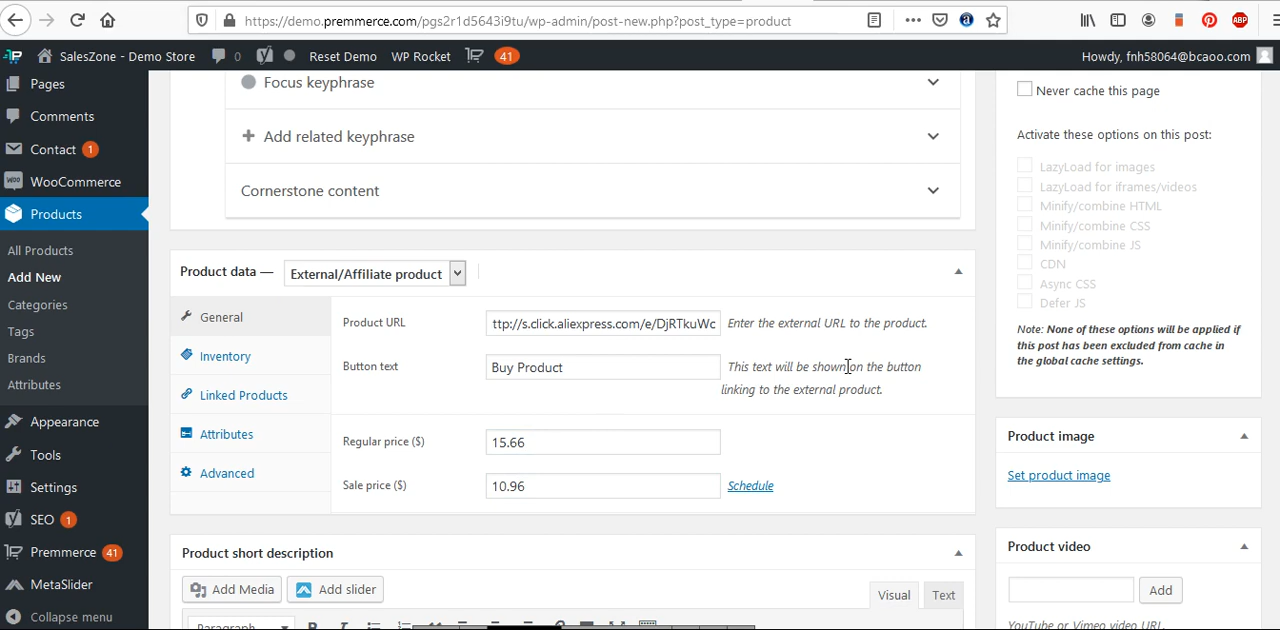 https://demo.premmerce.com/pgs2r1d5643i9tu/wp-admin/post-new.php?post_type=product
SalesZone - Demo Store 0 Reset Demo WP Rocket 41 Howdy, fnh58064@bcaoo.com
Pages
Comments
Contact 1
WooCommerce
Products
All Products
Add New
Categories
Tags
Brands
Attributes
Appearance
Tools
Settings
SEO 1
Premmerce 41
MetaSlider
Collapse menu
Focus keyphrase
Add related keyphrase
Cornerstone content
Product data — External/Affiliate product
General
Inventory
Linked Products
Attributes
Advanced
Product URL ttp://s.click.aliexpress.com/e/DjRTkuWc Enter the external URL to the product.
Button text Buy Product This text will be shown on the button
linking to the external product.
Regular price ($) 15.66
Sale price ($) 10.96 Schedule
Product short description
Add Media Add slider Visual Text
Paragraph
Never cache this page
Activate these options on this post:
LazyLoad for images
LazyLoad for iframes/videos
Minify/combine HTML
Minify/combine CSS
Minify/combine JS
CDN
Async CSS
Defer JS
Note: None of these options will be applied if
this post has been excluded from cache in
the global cache settings.
Product image
Set product image
Product video
Add
YouTube or Vimeo video URL.